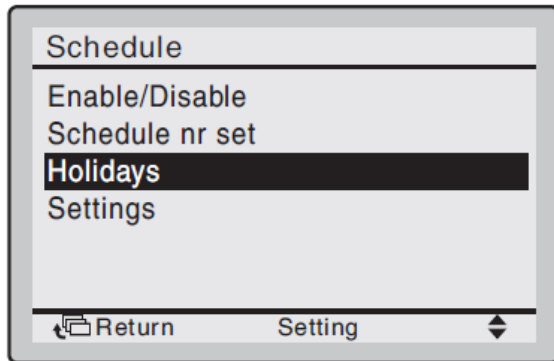 Schedule
Enable/Disable
Schedule nr set
Holidays
Settings
Return Setting